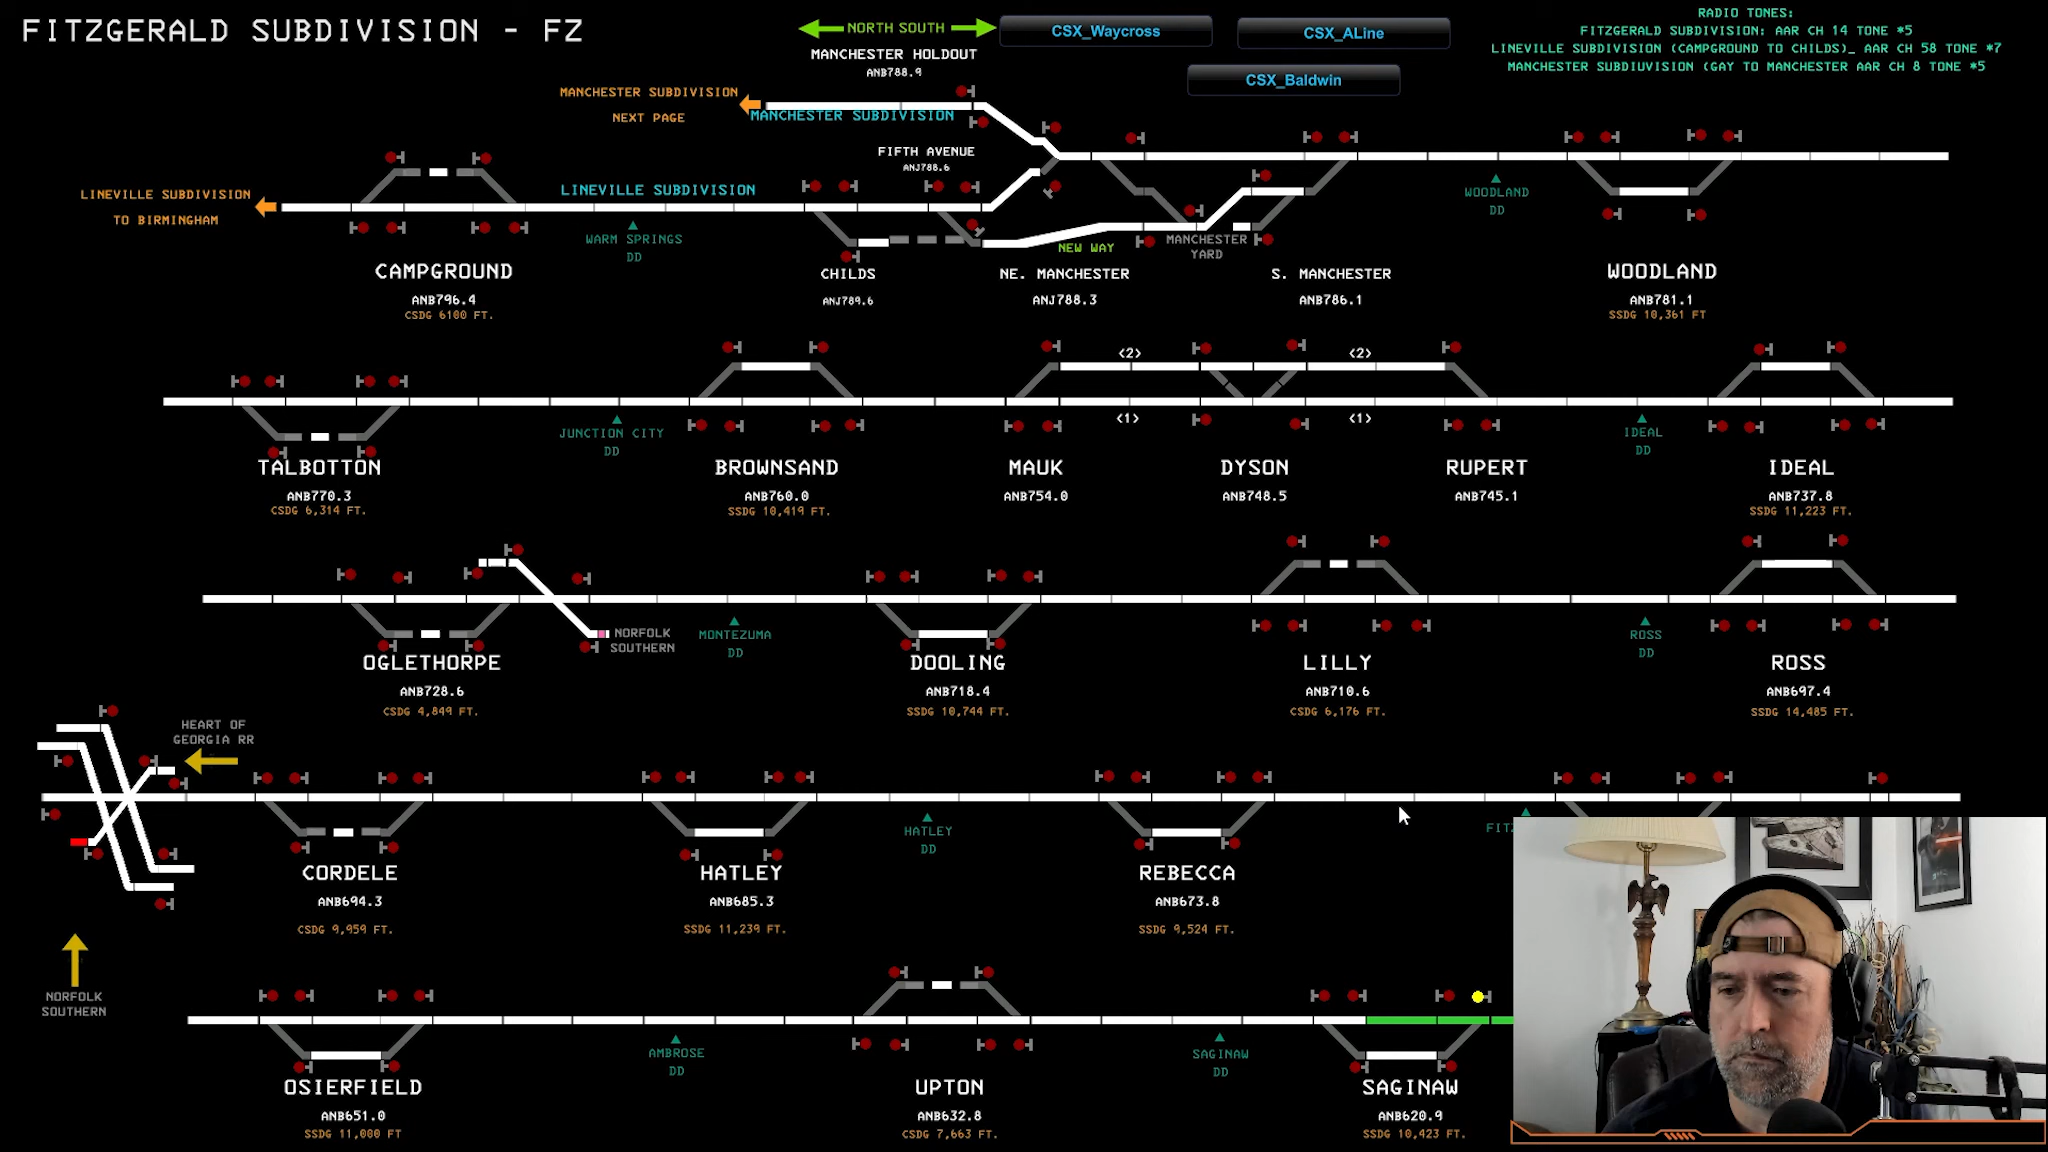 FITZGERALD SUBDIVISION - FZ
NORTH SOUTH
MANCHESTER HOLDOUT
ANB788.9
CSX_Waycross
CSX_ALine
CSX_Baldwin
RADIO TONES:
FITZGERALD SUBDIVISION: AAR CH 14 TONE *5
LINEVILLE SUBDIVISION (CAMPGROUND TO CHILDS)_ AAR CH 58 TONE *7
MANCHESTER SUBDIUVISION (GAY TO MANCHESTER AAR CH 8 TONE *5
MANCHESTER SUBDIVISION
NEXT PAGE
MANCHESTER SUBDIVISION
FIFTH AVENUE
ANJ788.6
LINEVILLE SUBDIVISION
TO BIRMINGHAM
LINEVILLE SUBDIVISION
WARM SPRINGS
DD
NEW WAY
MANCHESTER
YARD
WOODLAND
DD
CAMPGROUND
ANB796.4
CSDG 6100 FT.
CHILDS
ANJ789.6
NE. MANCHESTER
ANJ788.3
S. MANCHESTER
ANB786.1
WOODLAND
ANB781.1
SSDG 10,361 FT
<2>
<2>
<1>
<1>
JUNCTION CITY
DD
IDEAL
DD
TALBOTTON
ANB770.3
CSDG 6,314 FT.
BROWNSAND
ANB760.0
SSDG 10,419 FT.
MAUK
ANB754.0
DYSON
ANB748.5
RUPERT
ANB745.1
IDEAL
ANB737.8
SSDG 11,223 FT.
NORFOLK
SOUTHERN
MONTEZUMA
DD
ROSS
DD
OGLETHORPE
ANB728.6
CSDG 4,849 FT.
DOOLING
ANB718.4
SSDG 10,744 FT.
LILLY
ANB710.6
CSDG 6,176 FT.
ROSS
ANB697.4
SSDG 14,485 FT.
HEART OF
GEORGIA RR
HATLEY
DD
FITZ
CORDELE
ANB694.3
CSDG 9,959 FT.
HATLEY
ANB685.3
SSDG 11,239 FT.
REBECCA
ANB673.8
SSDG 9,524 FT.
NORFOLK
SOUTHERN
AMBROSE
DD
SAGINAW
DD
OSIERFIELD
ANB651.0
SSDG 11,000 FT
UPTON
ANB632.8
CSDG 7,663 FT.
SAGINAW
ANB620.9
SSDG 10,423 FT.